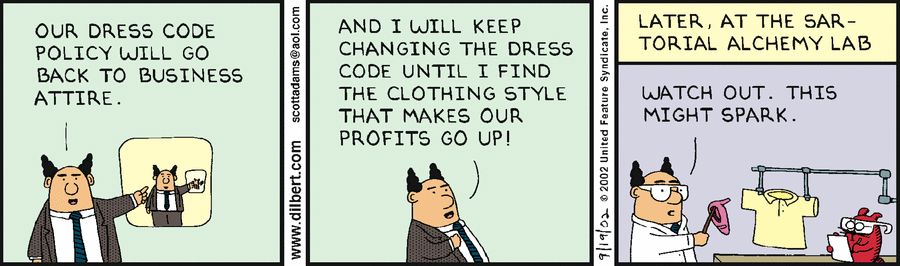 OUR DRESS CODE
POLICY WILL GO
BACK TO BUSINESS
ATTIRE.
www.dilbert.com
scottadams@aol.com
AND I WILL KEEP
CHANGING THE DRESS
CODE UNTIL I FIND
THE CLOTHING STYLE
THAT MAKES OUR
PROFITS GO UP!
9/19/02 © 2002 United Feature Syndicate, Inc.
LATER, AT THE SAR-
TORIAL ALCHEMY LAB
WATCH OUT. THIS
MIGHT SPARK.